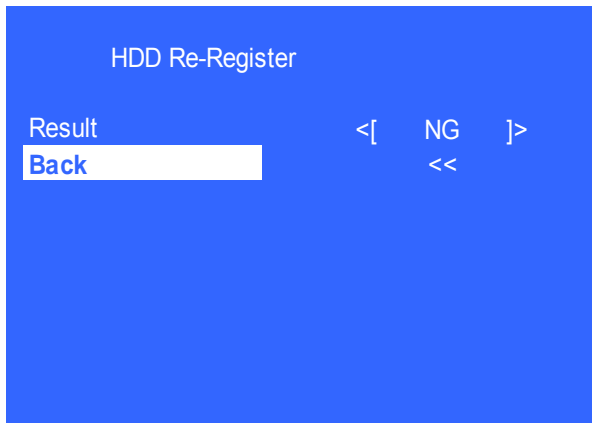 HDD Re-Register
Result <[ NG ]>
Back <<